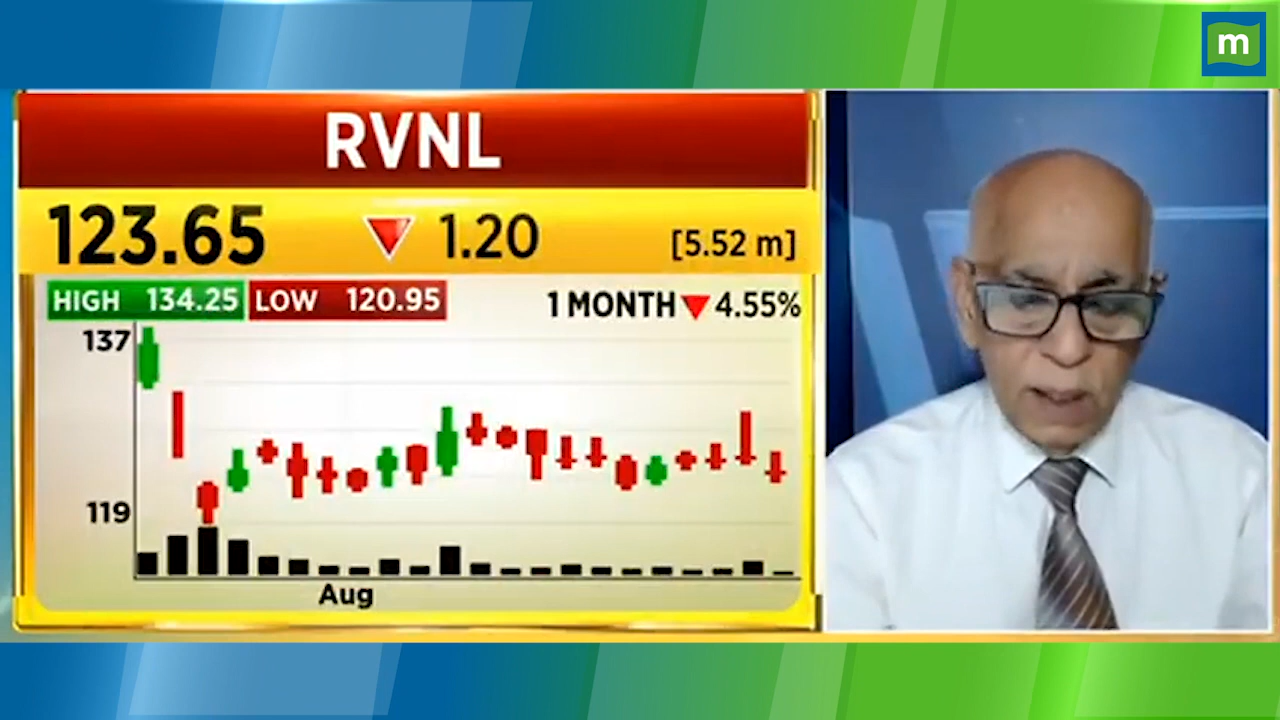 m
RVNL
123.65 ▼ 1.20 [5.52 m]
HIGH 134.25 LOW 120.95 1 MONTH ▼ 4.55%
137
119
Aug